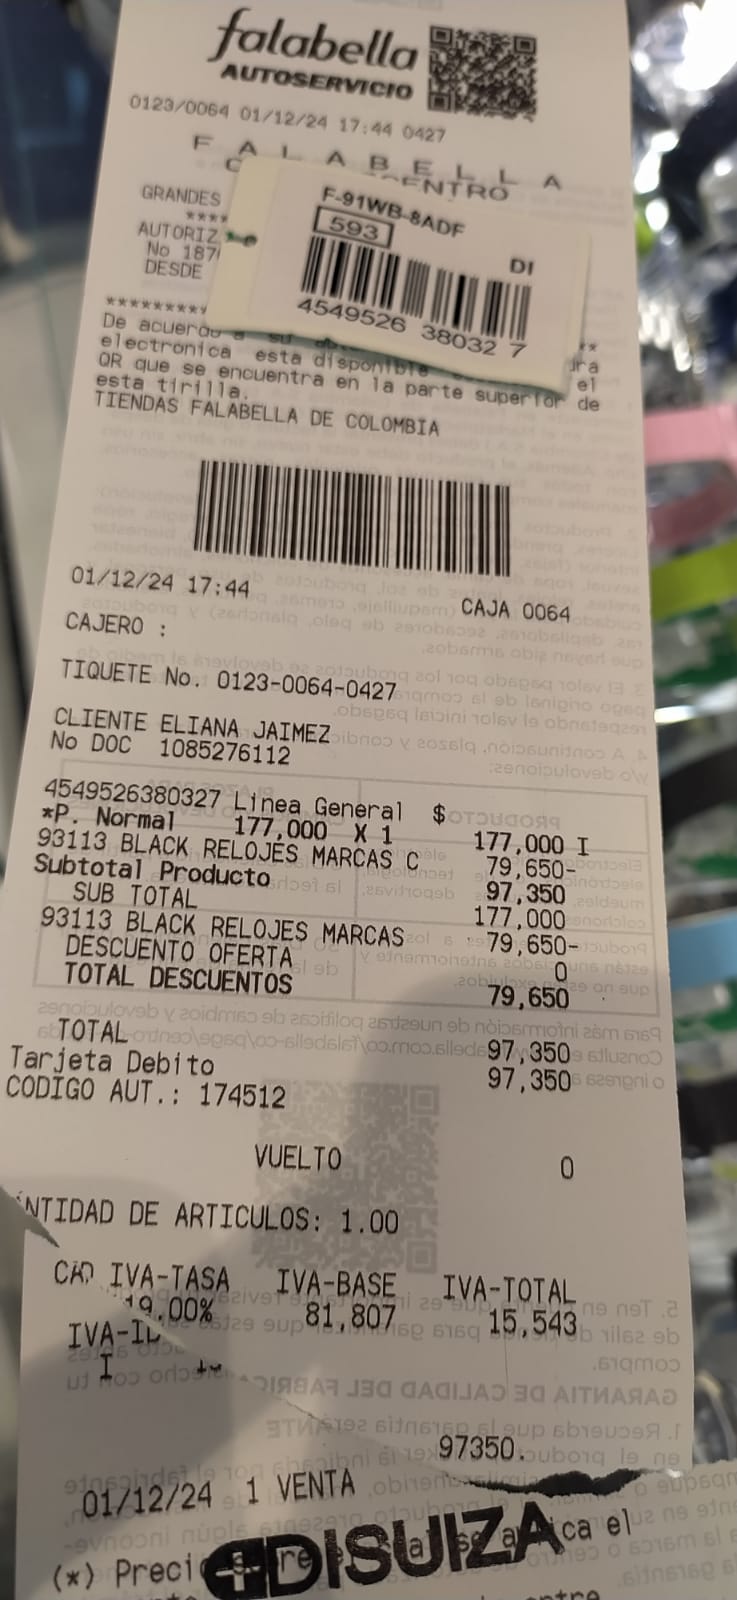 falabella
AUTOSERVICIO
0123/0064 01/12/24 17:44 0427
F A L A B E L L A
CENTRO
GRANDES
****
AUTORIZ
No 187
DESDE
F-91WB-8ADF
593
DI
4549526 38032 7
*********
**
De acuerdo a su
electronica esta disponible
QR que se encuentra en la parte superior de
el
esta tirilla.
TIENDAS FALABELLA DE COLOMBIA
01/12/24 17:44
CAJA 0064
CAJERO :
TIQUETE No. 0123-0064-0427
CLIENTE ELIANA JAIMEZ
No DOC 1085276112
4549526380327 Linea General $
*P. Normal 177,000 X 1 177,000 I
93113 BLACK RELOJES MARCAS C 79,650-
Subtotal Producto 97,350
SUB TOTAL 177,000
93113 BLACK RELOJES MARCAS 79,650-
DESCUENTO OFERTA 0
TOTAL DESCUENTOS 79,650
TOTAL 97,350
Tarjeta Debito 97,350
CODIGO AUT.: 174512
VUELTO 0
NTIDAD DE ARTICULOS: 1.00
IVA-TASA IVA-BASE IVA-TOTAL
19.00% 81,807 15,543
I
97350.
01/12/24 1 VENTA
DISUIZA
(*) Preci
ca el